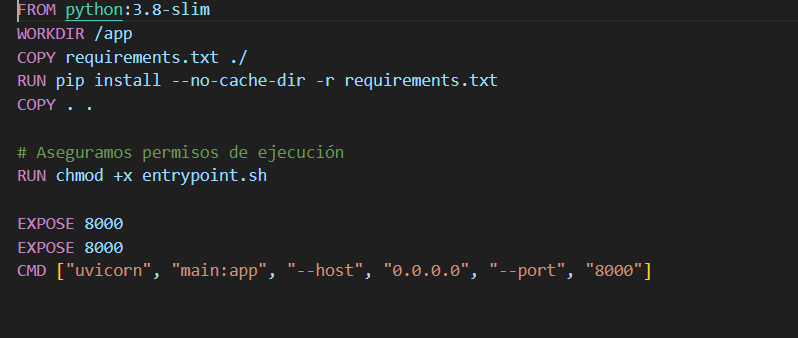 FROM python:3.8-slim
WORKDIR /app
COPY requirements.txt ./
RUN pip install --no-cache-dir -r requirements.txt
COPY . .
# Aseguramos permisos de ejecución
RUN chmod +x entrypoint.sh
EXPOSE 8000
EXPOSE 8000
CMD ["uvicorn", "main:app", "--host", "0.0.0.0", "--port", "8000"]